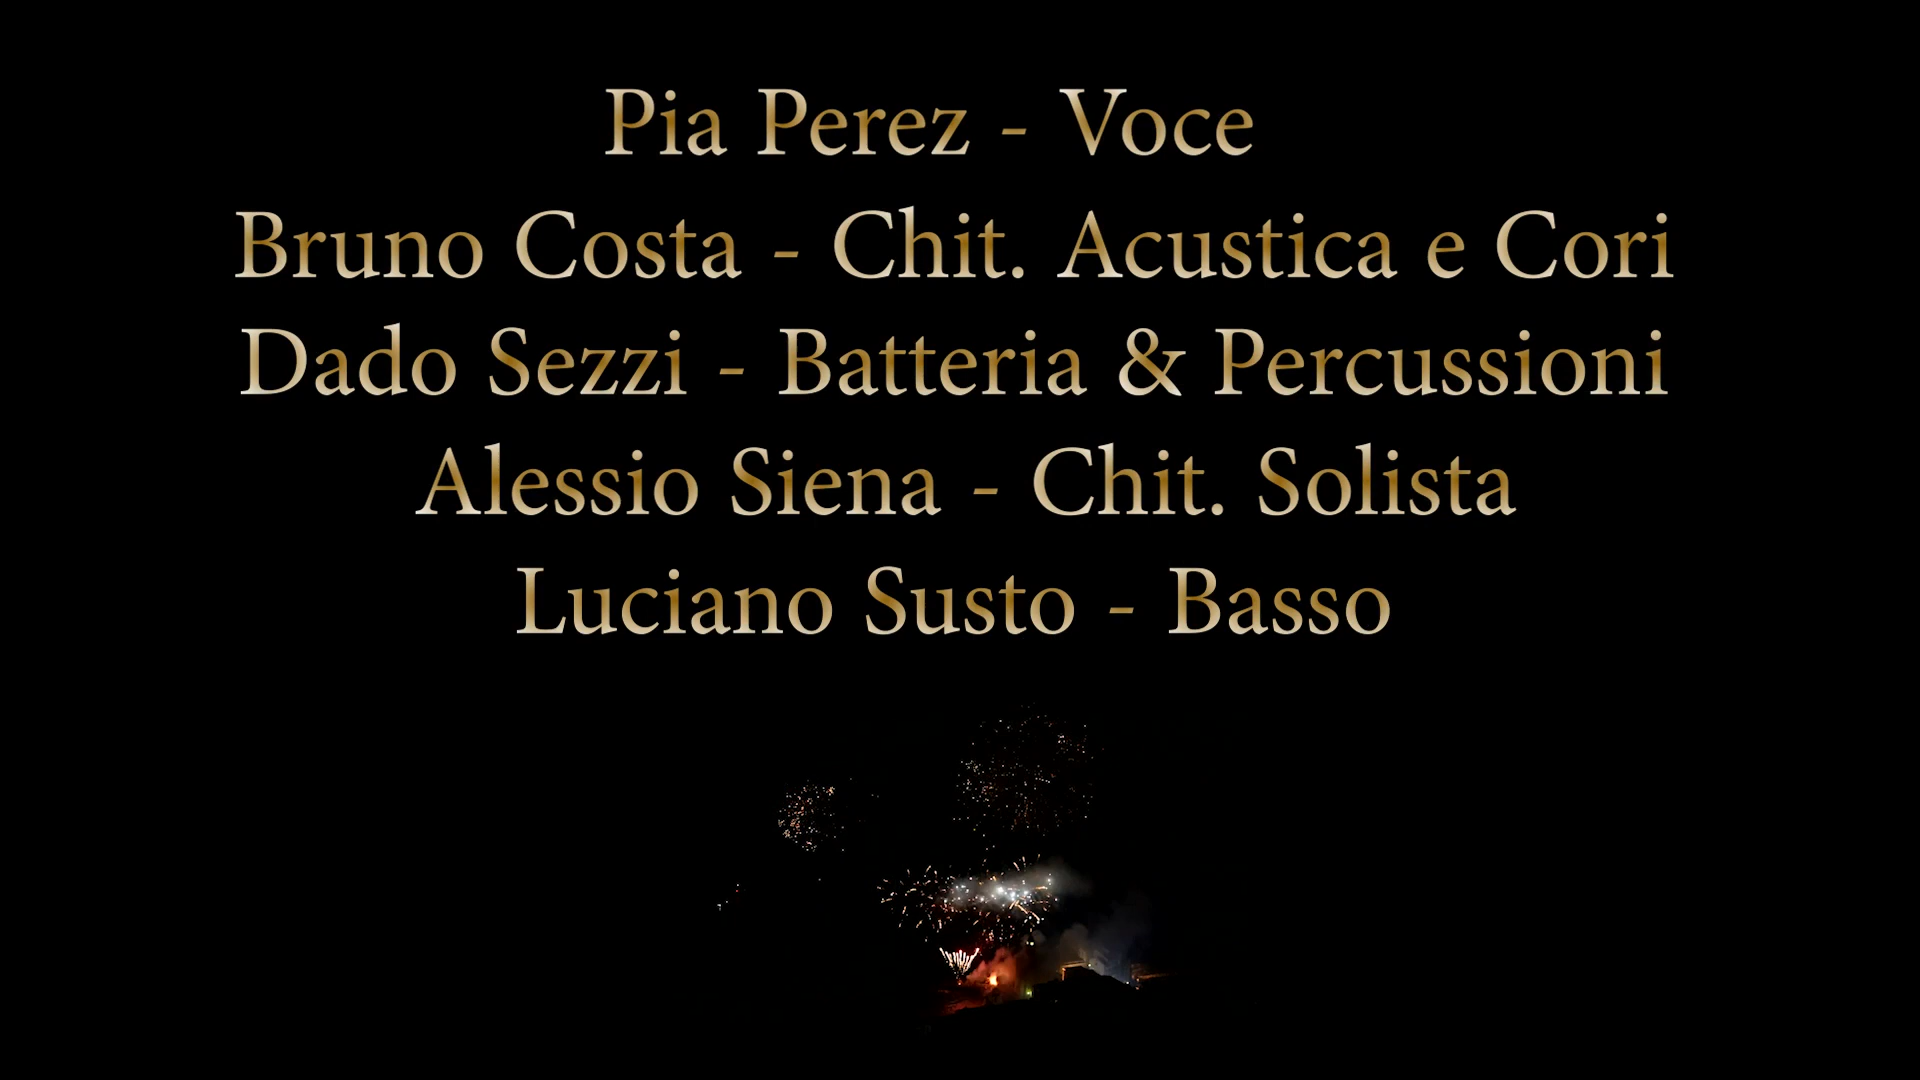 Pia Perez - Voce
Bruno Costa - Chit. Acustica e Cori
Dado Sezzi - Batteria & Percussioni
Alessio Siena - Chit. Solista
Luciano Susto - Basso